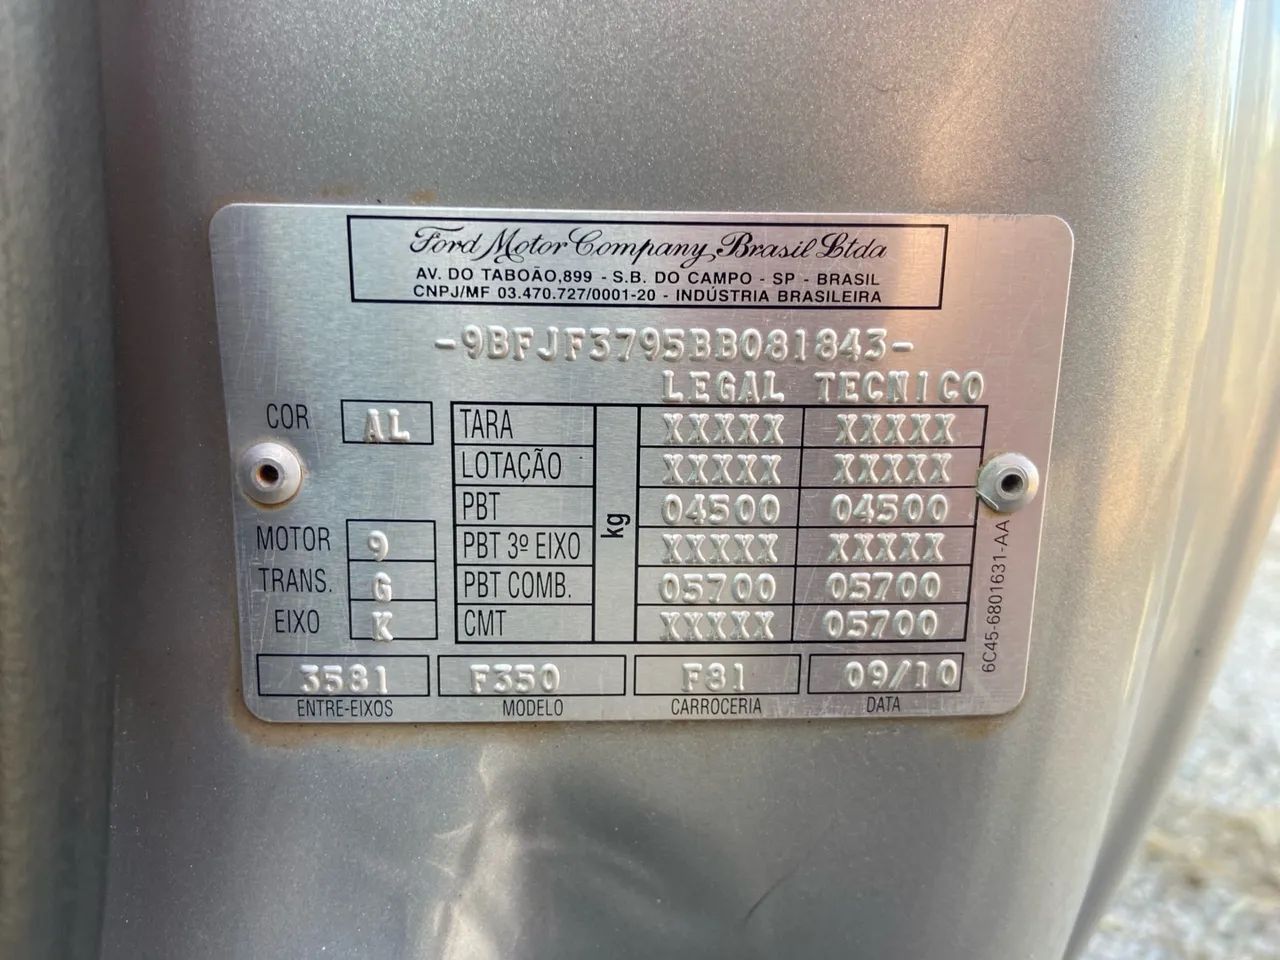 Ford Motor Company Brasil Ltda
AV. DO TABOÃO,899 - S.B. DO CAMPO - SP - BRASIL
CNPJ/MF 03.470.727/0001-20 - INDÚSTRIA BRASILEIRA
-9BFJF3795BB081843-
LEGAL TECNICO
COR AL TARA XXXXX XXXXX
LOTAÇÃO XXXXX XXXXX
PBT kg 04500 04500
MOTOR 9 PBT 3º EIXO XXXXX XXXXX
TRANS. G PBT COMB. 05700 05700
EIXO K CMT XXXXX 05700
3581 F350 F81 09/10
ENTRE-EIXOS MODELO CARROCERIA DATA
6C45-6801631-AA